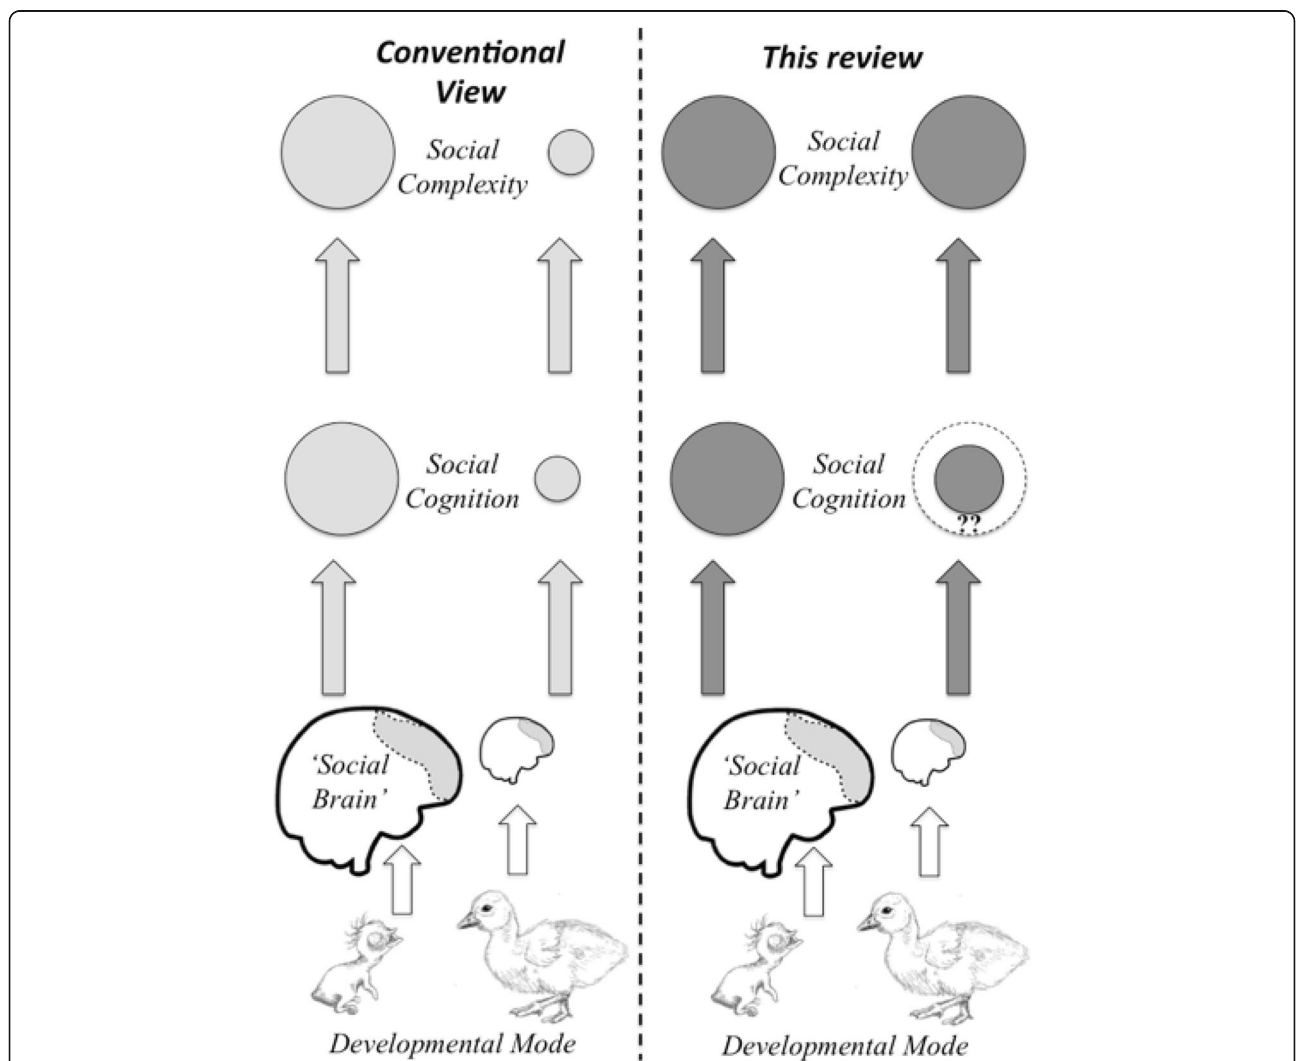 Conventional
View
Social
Complexity
Social
Cognition
'Social
Brain'
Developmental Mode
This review
Social
Complexity
Social
Cognition
??
'Social
Brain'
Developmental Mode